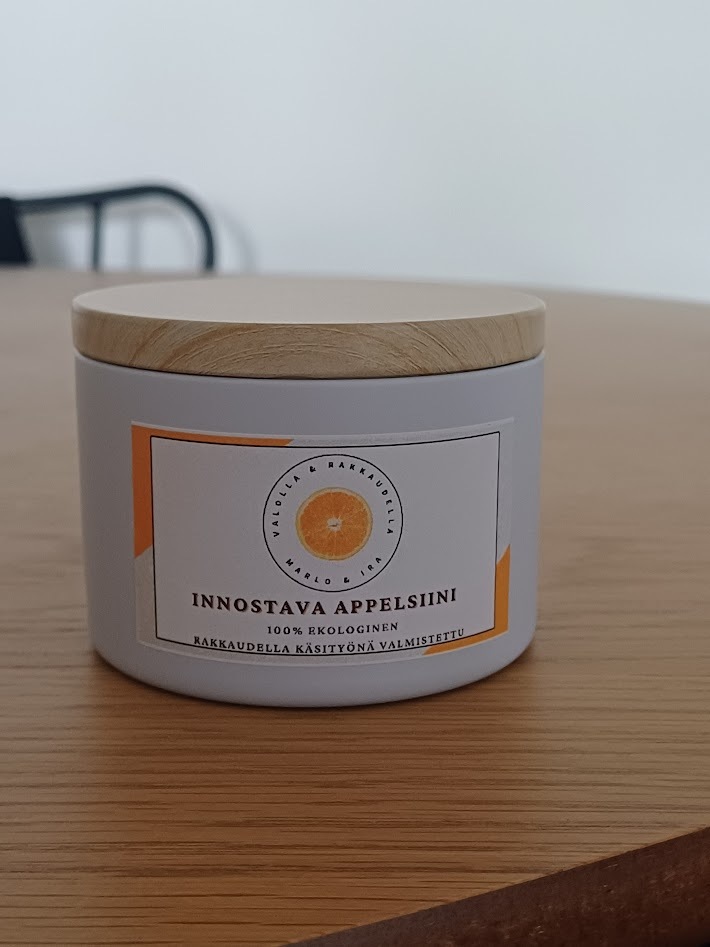 VALOLLA & RAKKAUDELLA
MARLO & IRA
INNOSTAVA APPELSIINI
100% EKOLOGINEN
RAKKAUDELLA KÄSITYÖNÄ VALMISTETTU